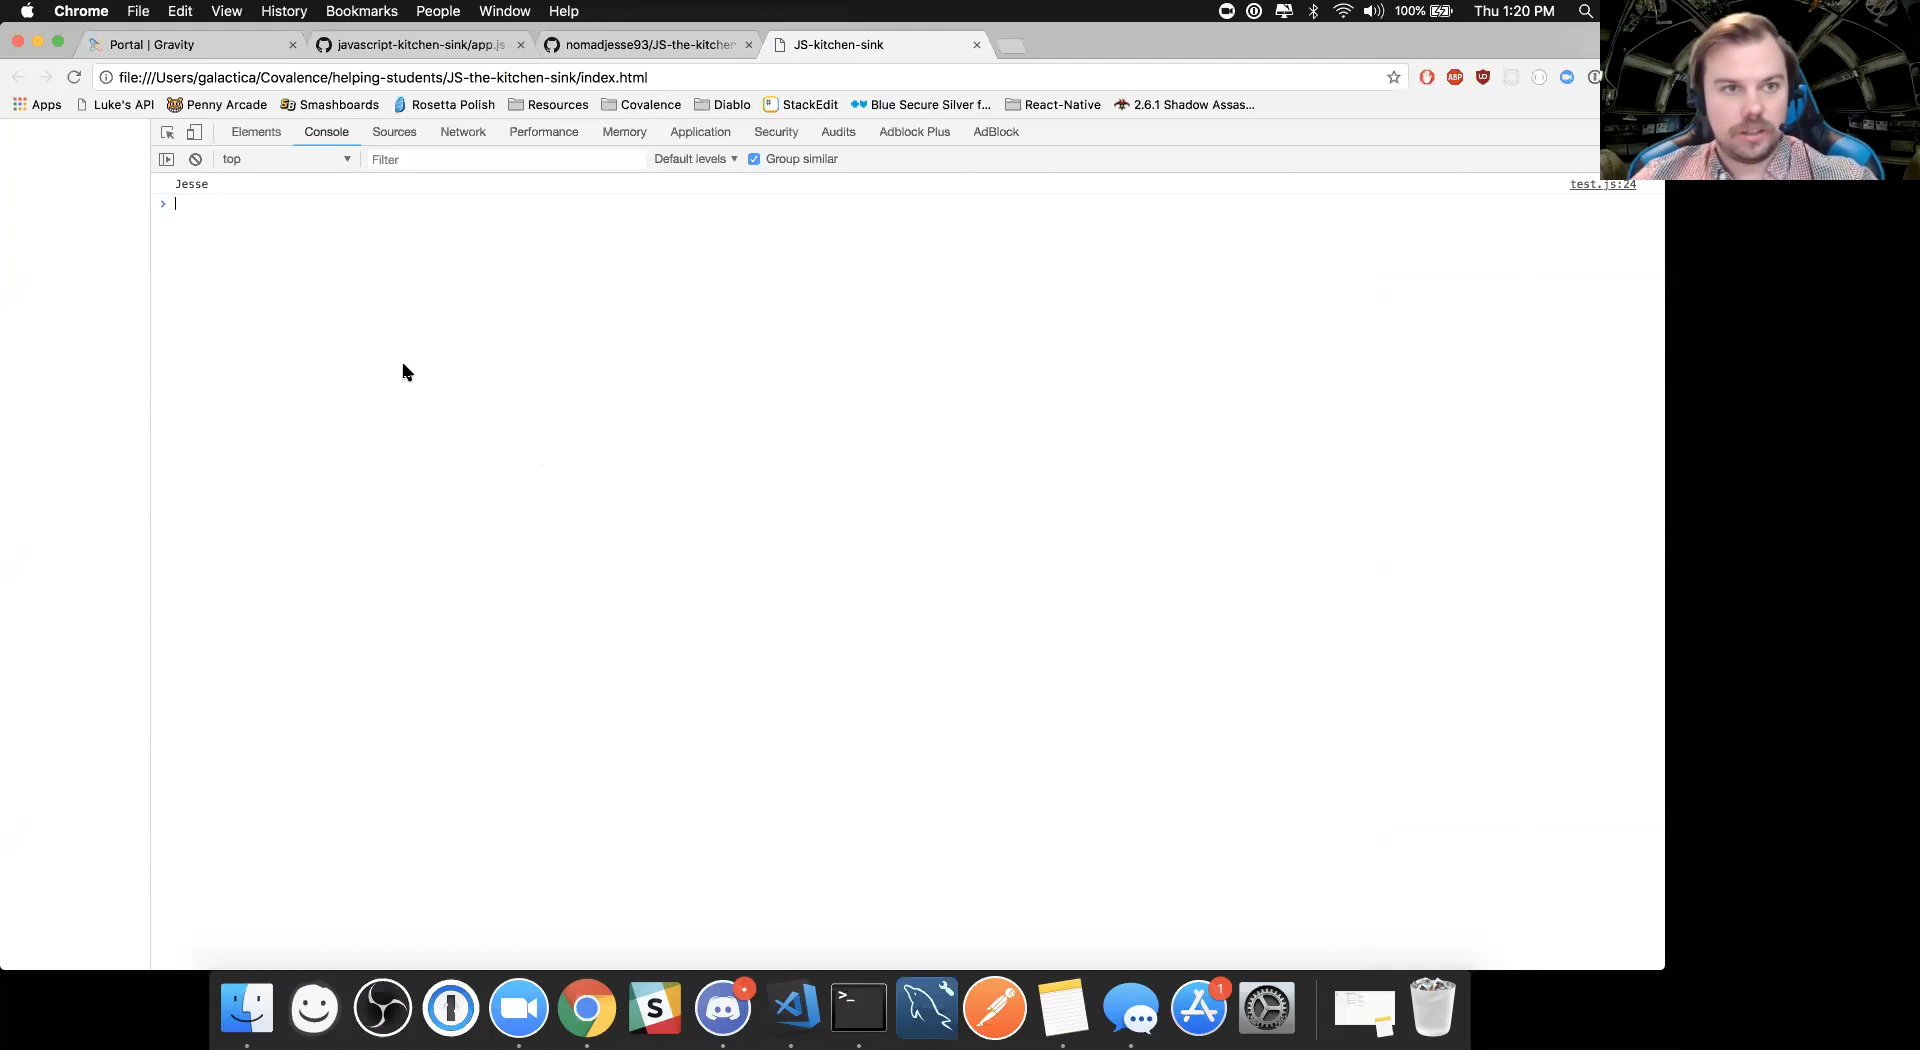 Chrome File Edit View History Bookmarks People Window Help 100% Thu 1:20 PM
Portal | Gravity javascript-kitchen-sink/app.js nomadjesse93/JS-the-kitchen JS-kitchen-sink
file:///Users/galactica/Covalence/helping-students/JS-the-kitchen-sink/index.html ABP
Apps Luke's API Penny Arcade Smashboards Rosetta Polish Resources Covalence Diablo StackEdit Blue Secure Silver f... React-Native 2.6.1 Shadow Assas...
Elements Console Sources Network Performance Memory Application Security Audits Adblock Plus AdBlock
top Filter Default levels Group similar
Jesse test.js:24
>
S >_ 1